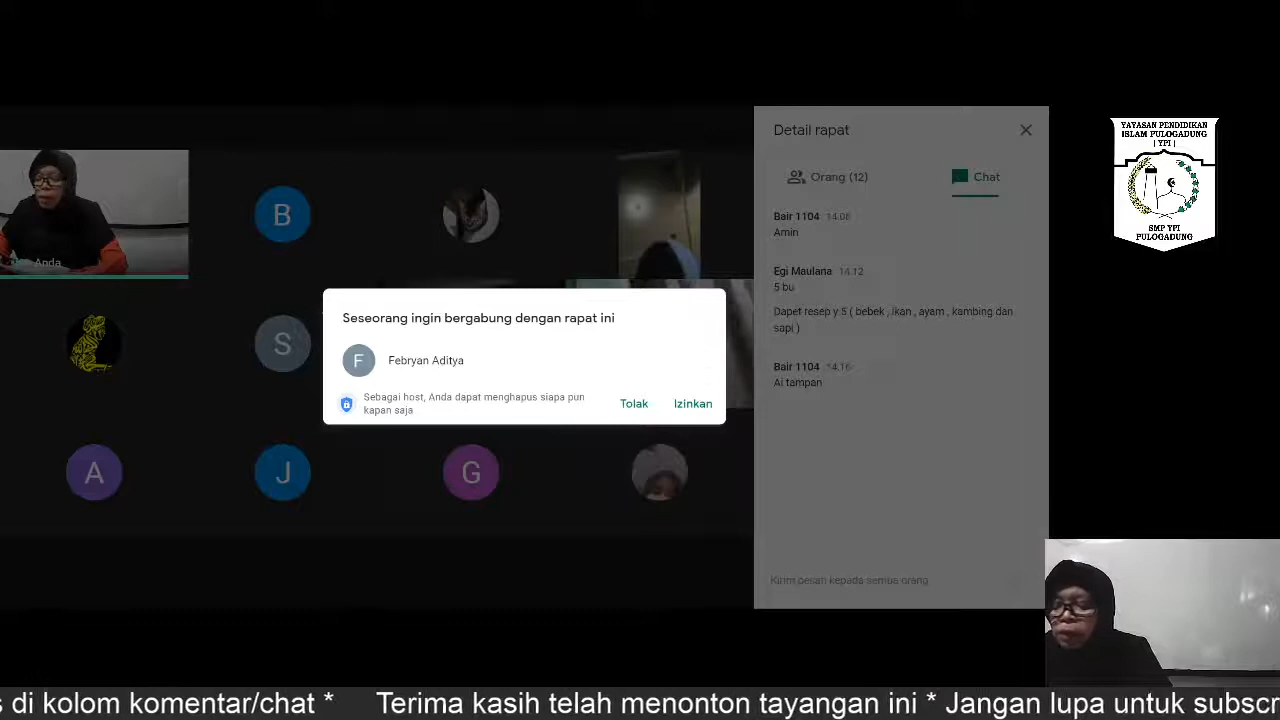 Detail rapat
Orang (12)
Chat
Bair 1104 14.08
Amin
Egi Maulana 14.12
5 bu
Dapet resep y 5 ( bebek , ikan , ayam , kambing dan
sapi )
Bair 1104 14.16
Ai tampan
Kirim pesan kepada semua orang
Anda
B
S
A
J
G
Seseorang ingin bergabung dengan rapat ini
F
Febryan Aditya
Sebagai host, Anda dapat menghapus siapa pun
kapan saja
Tolak
Izinkan
YAYASAN PENDIDIKAN
ISLAM PULOGADUNG
( YPI )
SMP YPI
PULOGADUNG
s di kolom komentar/chat * Terima kasih telah menonton tayangan ini * Jangan lupa untuk subscr